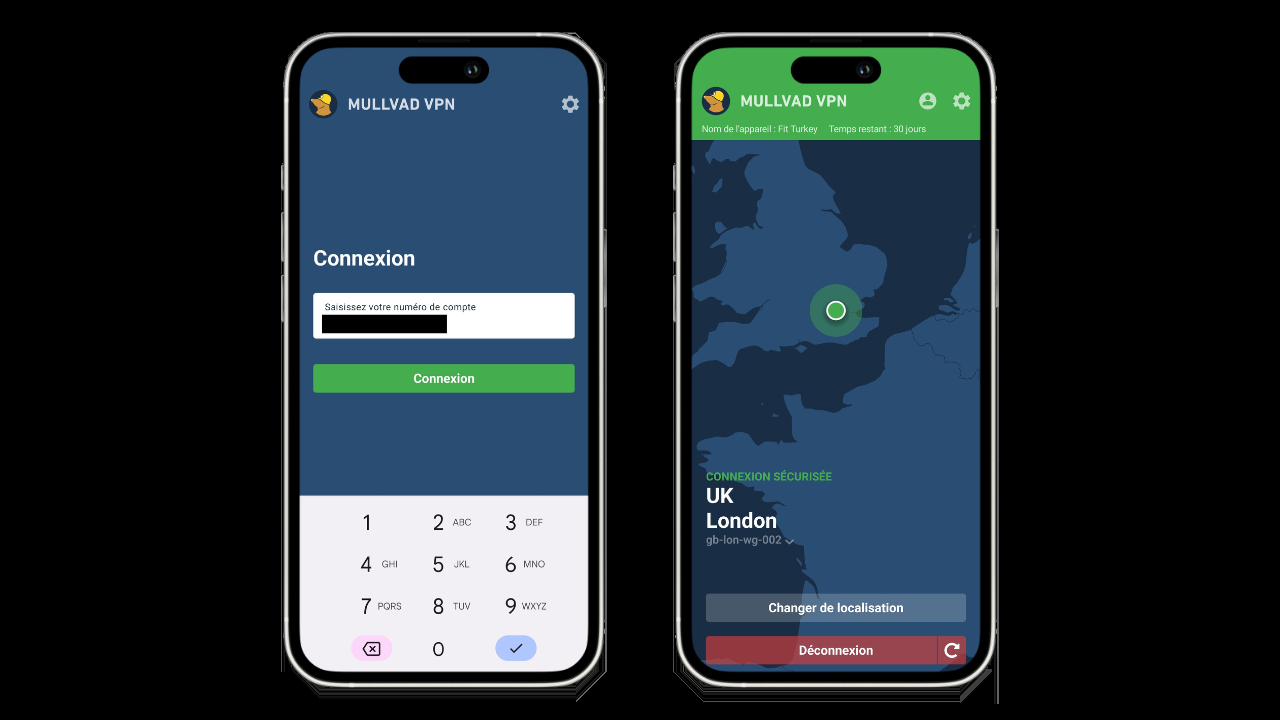 MULLVAD VPN
Connexion
Saisissez votre numéro de compte
Connexion
1 2 ABC 3 DEF
4 GHI 5 JKL 6 MNO
7 PQRS 8 TUV 9 WXYZ
0
MULLVAD VPN
Nom de l'appareil : Fit Turkey Temps restant : 30 jours
CONNEXION SÉCURISÉE
UK
London
gb-lon-wg-002
Changer de localisation
Déconnexion